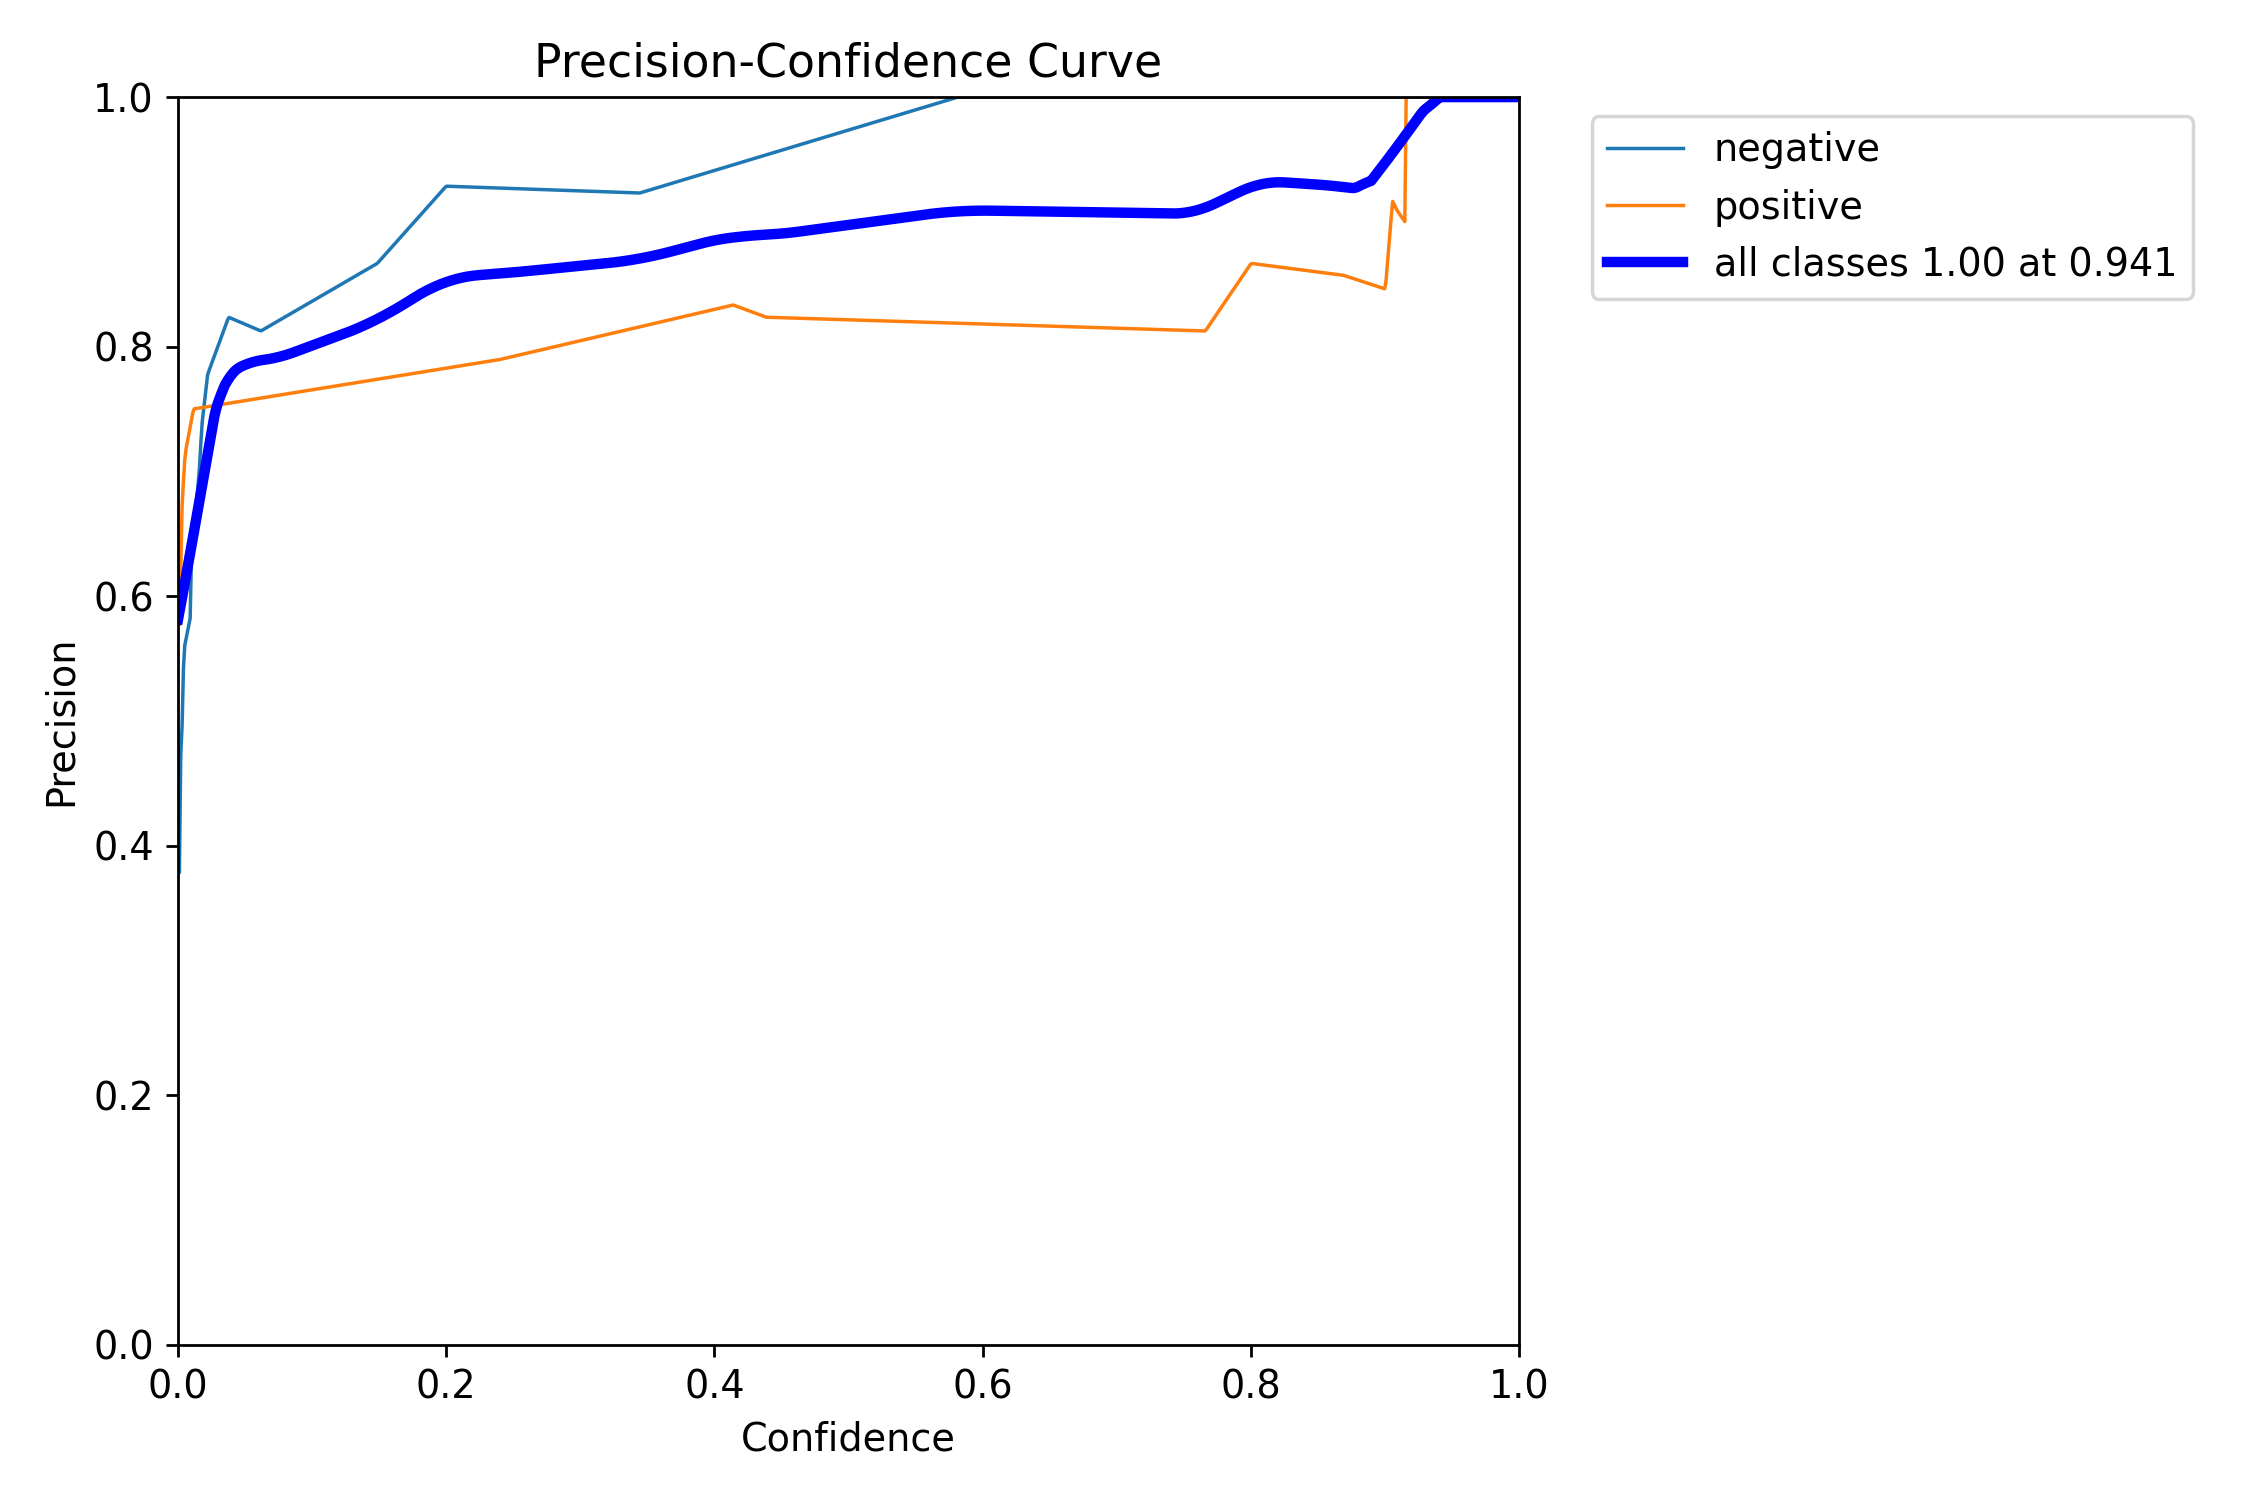 Precision-Confidence Curve
1.0
0.8
0.6
0.4
0.2
0.0
Precision
0.0 0.2 0.4 0.6 0.8 1.0
Confidence
negative
positive
all classes 1.00 at 0.941